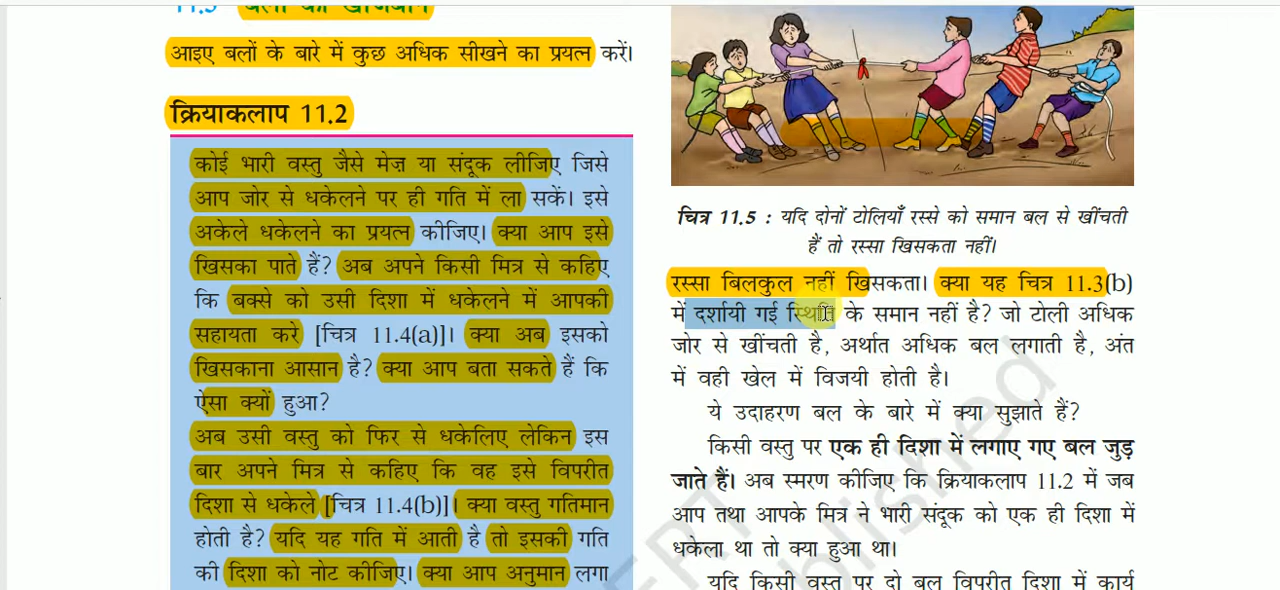 आइए बलों के बारे में कुछ अधिक सीखने का प्रयत्न करें।
क्रियाकलाप 11.2
कोई भारी वस्तु जैसे मेज़ या संदूक लीजिए जिसे
आप जोर से धकेलने पर ही गति में ला सकें। इसे
अकेले धकेलने का प्रयत्न कीजिए। क्या आप इसे
खिसका पाते हैं? अब अपने किसी मित्र से कहिए
कि बक्से को उसी दिशा में धकेलने में आपकी
सहायता करे [चित्र 11.4(a)]। क्या अब इसको
खिसकाना आसान है? क्या आप बता सकते हैं कि
ऐसा क्यों हुआ?
अब उसी वस्तु को फिर से धकेलिए लेकिन इस
बार अपने मित्र से कहिए कि वह इसे विपरीत
दिशा से धकेले [चित्र 11.4(b)]। क्या वस्तु गतिमान
होती है? यदि यह गति में आती है तो इसकी गति
की दिशा को नोट कीजिए। क्या आप अनुमान लगा
चित्र 11.5 : यदि दोनों टोलियाँ रस्से को समान बल से खींचती
हैं तो रस्सा खिसकता नहीं।
रस्सा बिलकुल नहीं खिसकता। क्या यह चित्र 11.3(b)
में दर्शायी गई स्थिति के समान नहीं है? जो टोली अधिक
जोर से खींचती है, अर्थात अधिक बल लगाती है, अंत
में वही खेल में विजयी होती है।
ये उदाहरण बल के बारे में क्या सुझाते हैं?
किसी वस्तु पर एक ही दिशा में लगाए गए बल जुड़
जाते हैं। अब स्मरण कीजिए कि क्रियाकलाप 11.2 में जब
आप तथा आपके मित्र ने भारी संदूक को एक ही दिशा में
धकेला था तो क्या हुआ था।
यदि किसी वस्तु पर दो बल विपरीत दिशा में कार्य